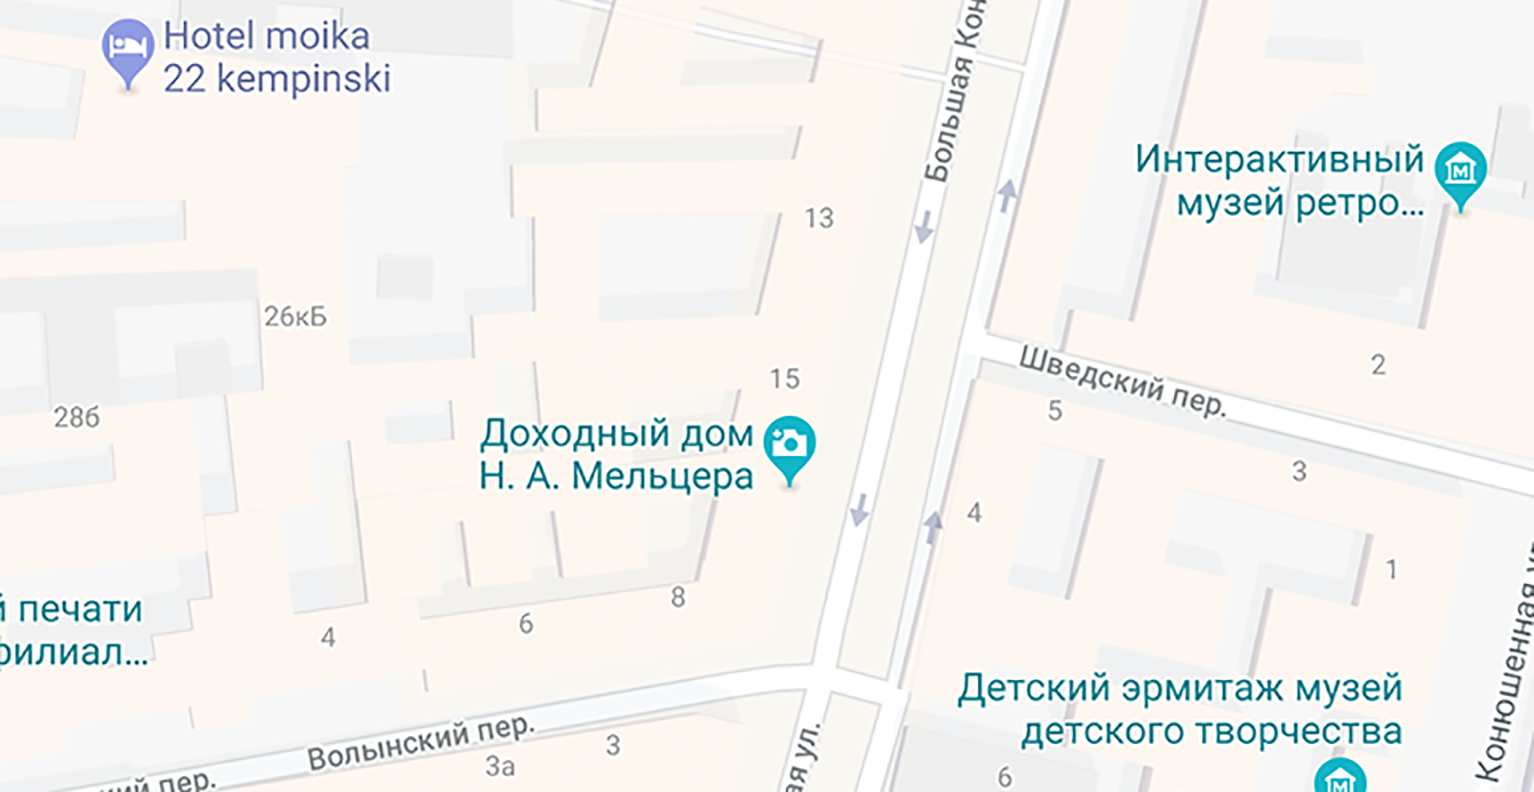 Hotel moika
22 kempinski
Большая Кон
Интерактивный
музей ретро...
13
26кБ
15
Шведский пер.
2
28б
Доходный дом
Н. А. Мельцера
5
3
4
1
й печати
филиал...
8
6
4
Детский эрмитаж музей
детского творчества
Конюшенная у
Волынский пер.
3
3а
ая ул.
кий пер.
6